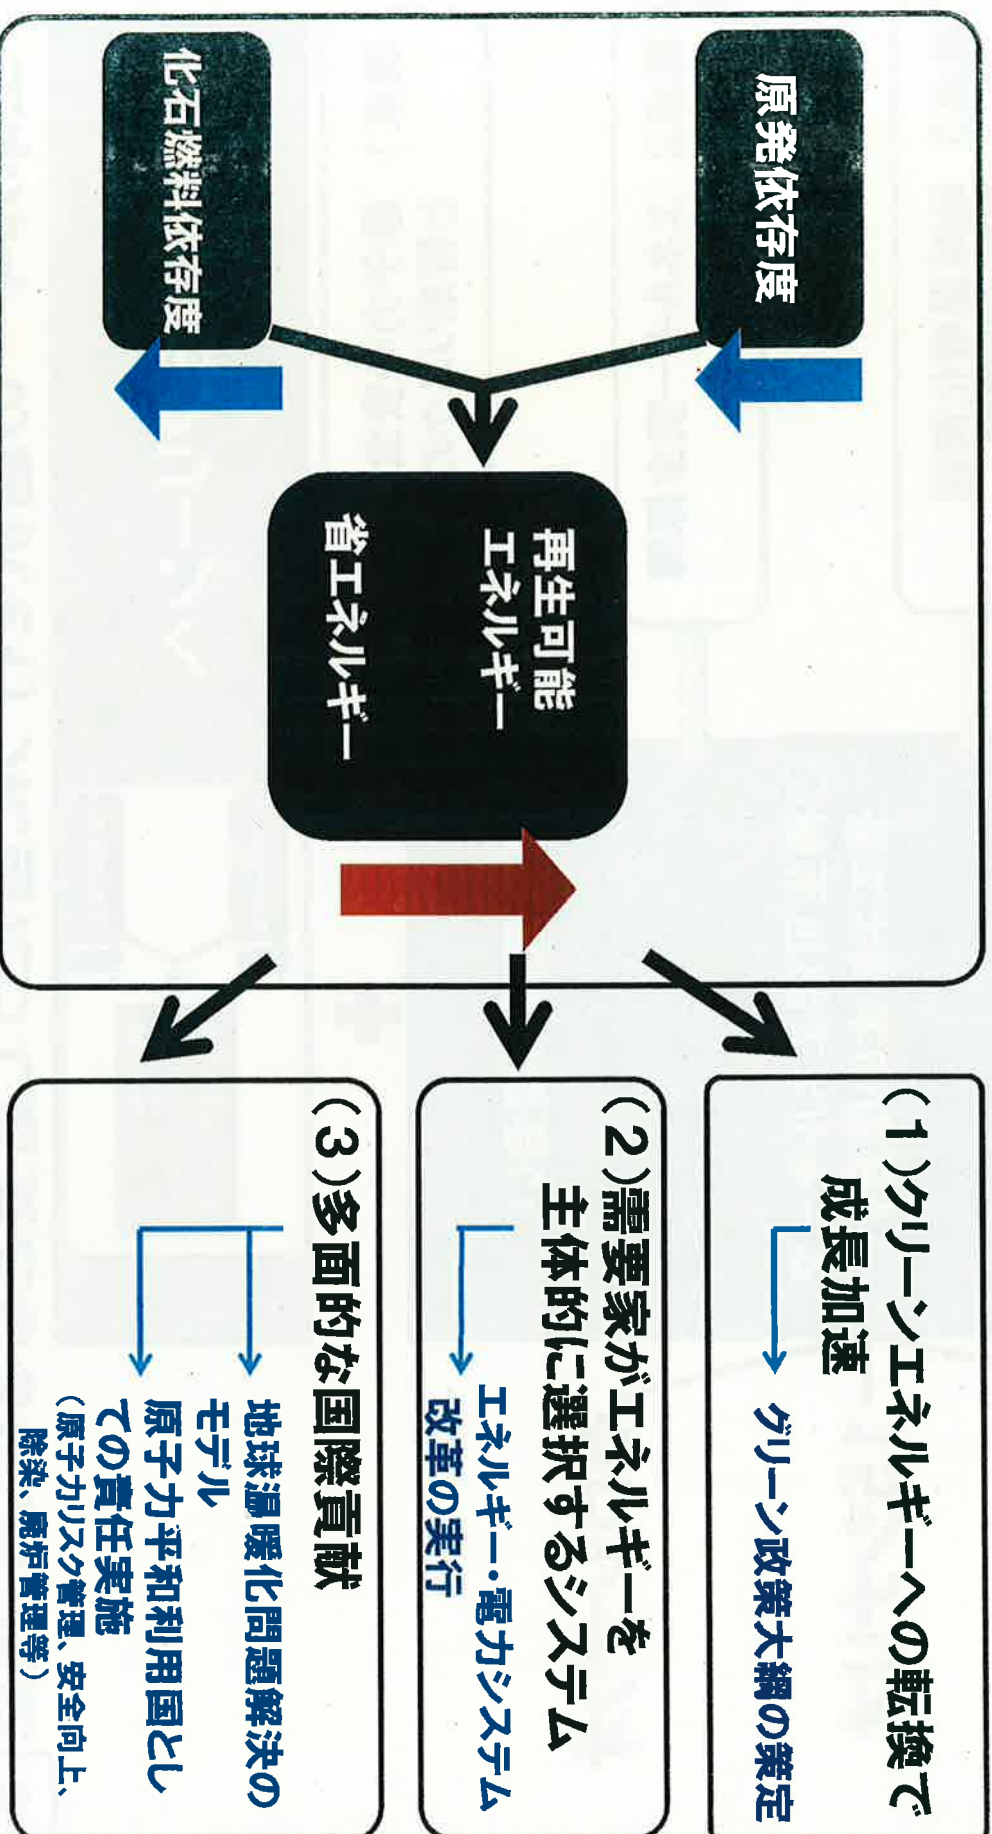 原発依存度
化石燃料依存度
再生可能
エネルギー
省エネルギー
(1)クリーンエネルギーへの転換で
成長加速
グリーン政策大綱の策定
(2)需要家がエネルギーを
主体的に選択するシステム
エネルギー・電力システム
改革の実行
(3)多面的な国際貢献
地球温暖化問題解決の
モデル
原子力平和利用国とし
ての責任実施
(原子力リスク管理、安全向上、
除染、廃炉管理等)